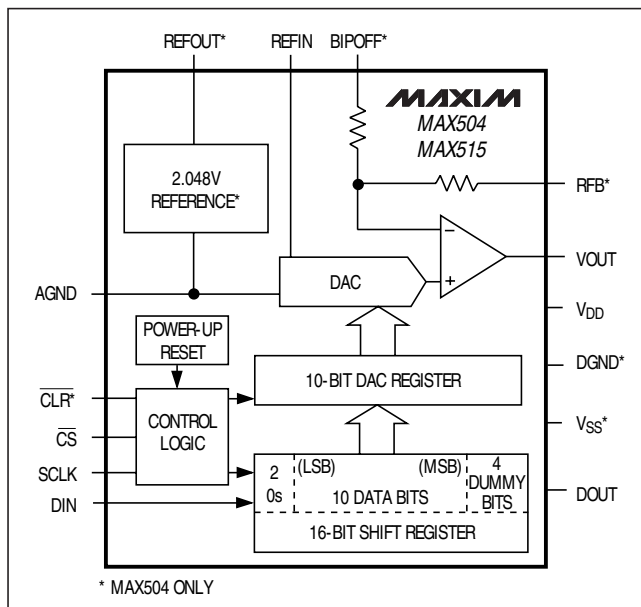 REFOUT* REFIN BIPOFF*
MAXIM
MAX504
MAX515
2.048V
REFERENCE*
RFB*
VOUT
DAC
AGND
VDD
POWER-UP
RESET
DGND*
10-BIT DAC REGISTER
CLR*
CONTROL
LOGIC
CS
VSS*
SCLK
DIN
2
0s
(LSB) (MSB)
10 DATA BITS
4
DUMMY
BITS
DOUT
16-BIT SHIFT REGISTER
* MAX504 ONLY